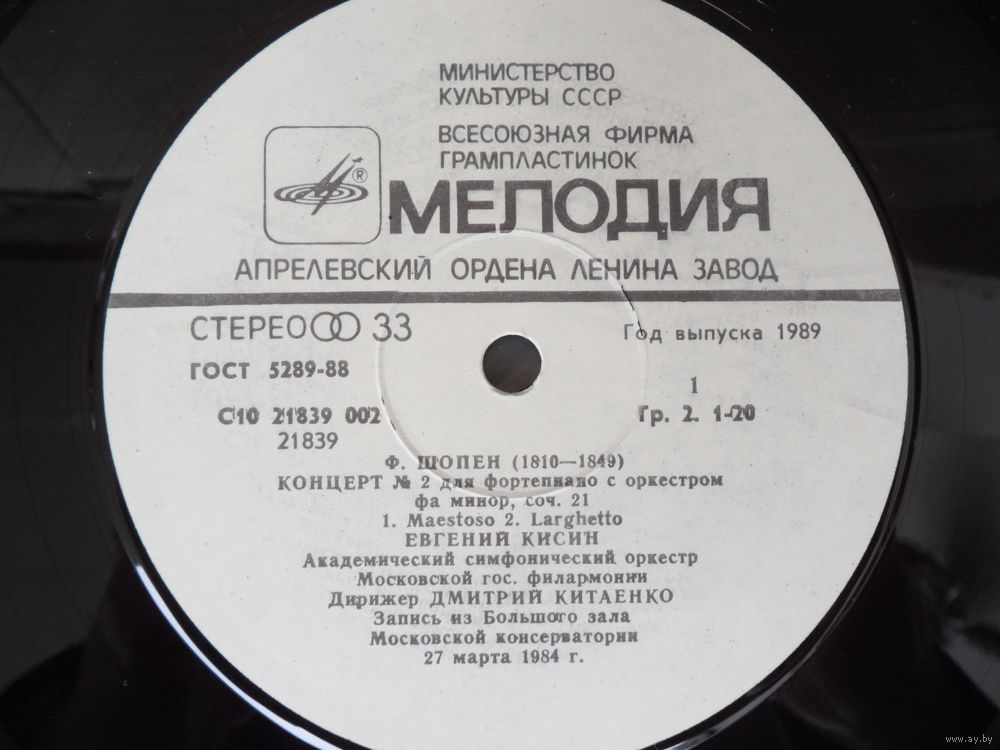 МИНИСТЕРСТВО
КУЛЬТУРЫ СССР
ВСЕСОЮЗНАЯ ФИРМА
ГРАМПЛАСТИНОК
®
МЕЛОДИЯ
АПРЕЛЕВСКИЙ ОРДЕНА ЛЕНИНА ЗАВОД
СТЕРЕО 33
Год выпуска 1989
ГОСТ 5289-88
1
С10 21839 002
Гр. 2. 1-20
21839
Ф. ШОПЕН (1810—1849)
КОНЦЕРТ № 2 для фортепиано с оркестром
фа минор, соч. 21
1. Maestoso 2. Larghetto
ЕВГЕНИЙ КИСИН
Академический симфонический оркестр
Московской гос. филармонии
Дирижер ДМИТРИЙ КИТАЕНКО
Запись из Большого зала
Московской консерватории
27 марта 1984 г.
www.ay.by